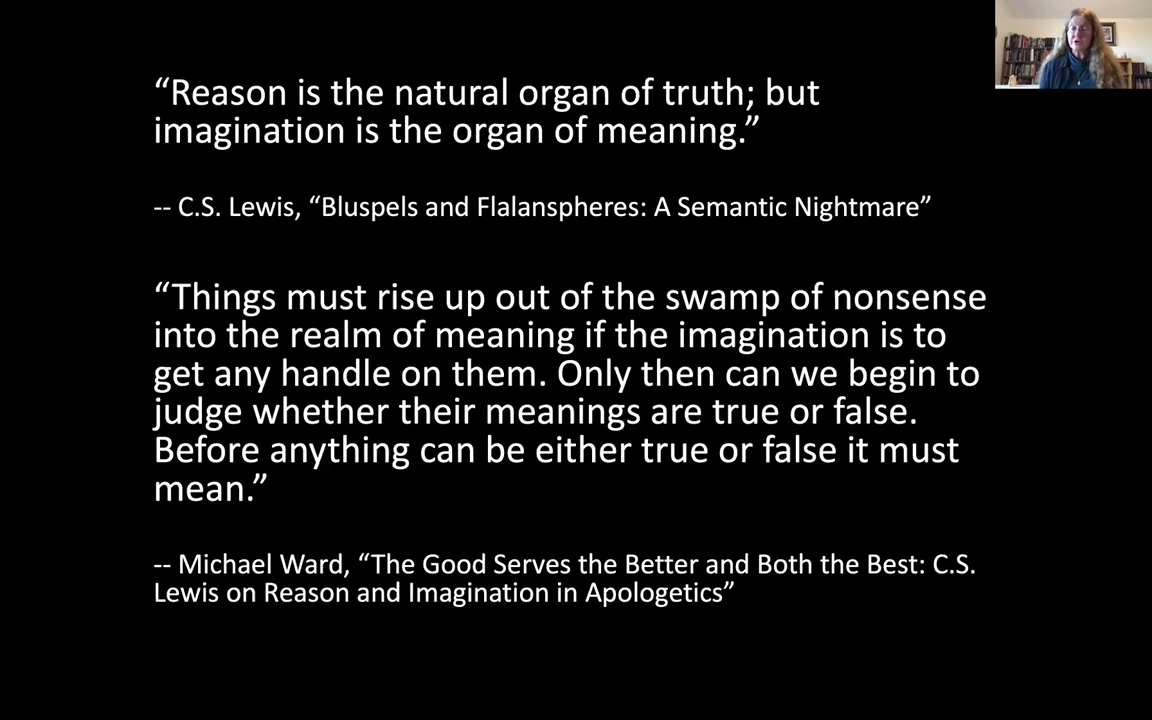 “Reason is the natural organ of truth; but
imagination is the organ of meaning.”
-- C.S. Lewis, “Bluspels and Flalanspheres: A Semantic Nightmare”
“Things must rise up out of the swamp of nonsense
into the realm of meaning if the imagination is to
get any handle on them. Only then can we begin to
judge whether their meanings are true or false.
Before anything can be either true or false it must
mean.”
-- Michael Ward, “The Good Serves the Better and Both the Best: C.S.
Lewis on Reason and Imagination in Apologetics”